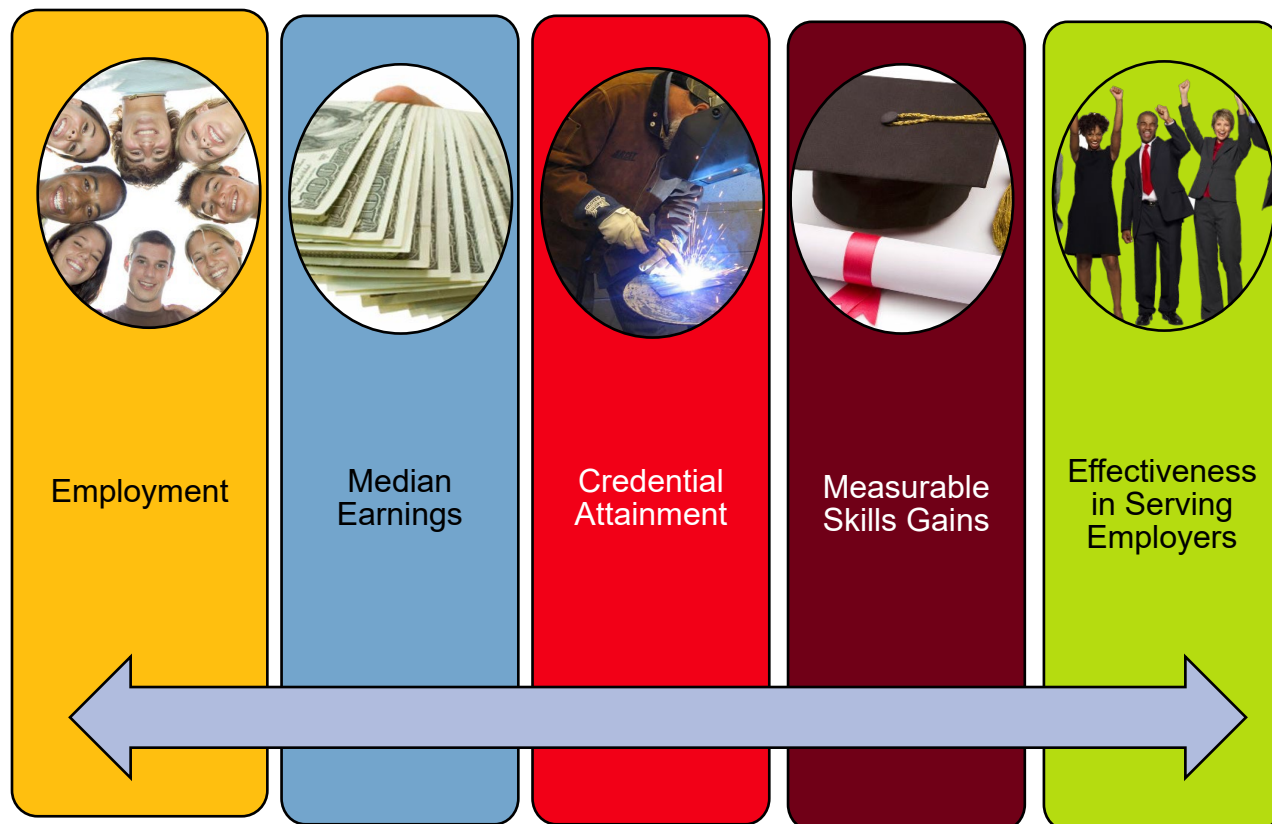 Employment
Median
Earnings
Credential
Attainment
Measurable
Skills Gains
Effectiveness
in Serving
Employers